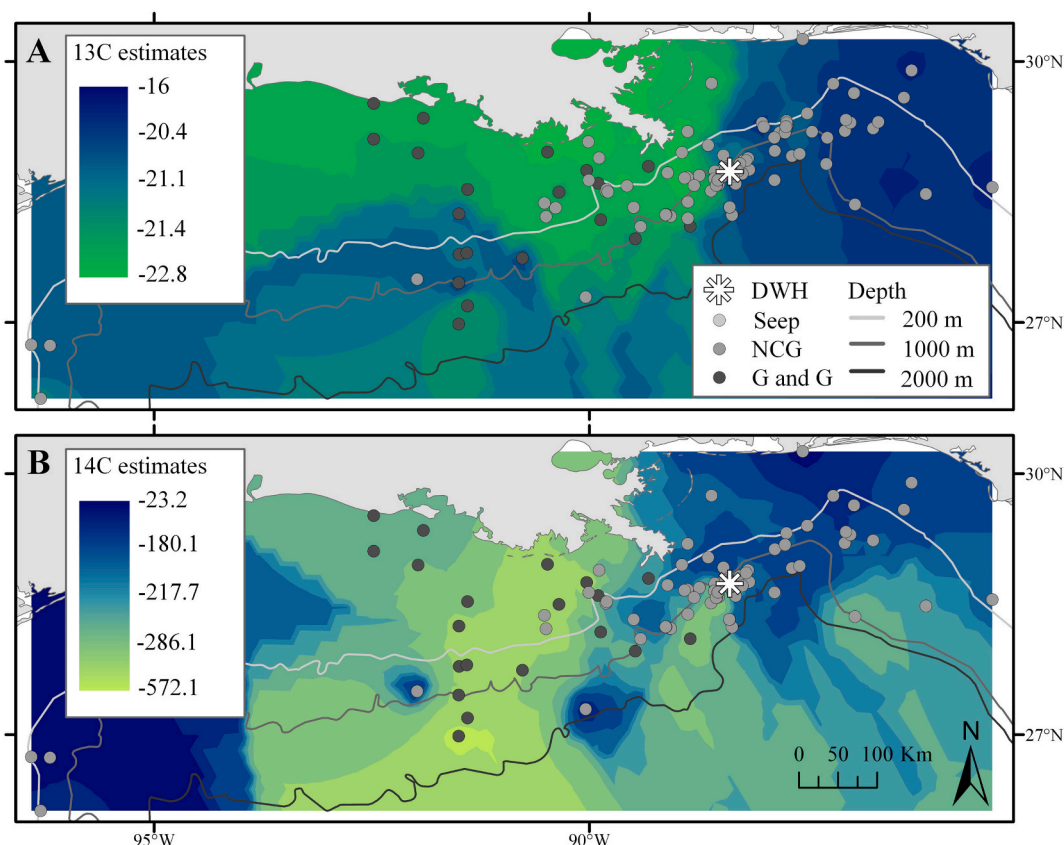 A
13C estimates
-16
-20.4
-21.1
-21.4
-22.8
30°N
DWH Depth
Seep 200 m
NCG 1000 m
G and G 2000 m
27°N
B
14C estimates
-23.2
-180.1
-217.7
-286.1
-572.1
30°N
27°N
N
0 50 100 Km
95°W 90°W